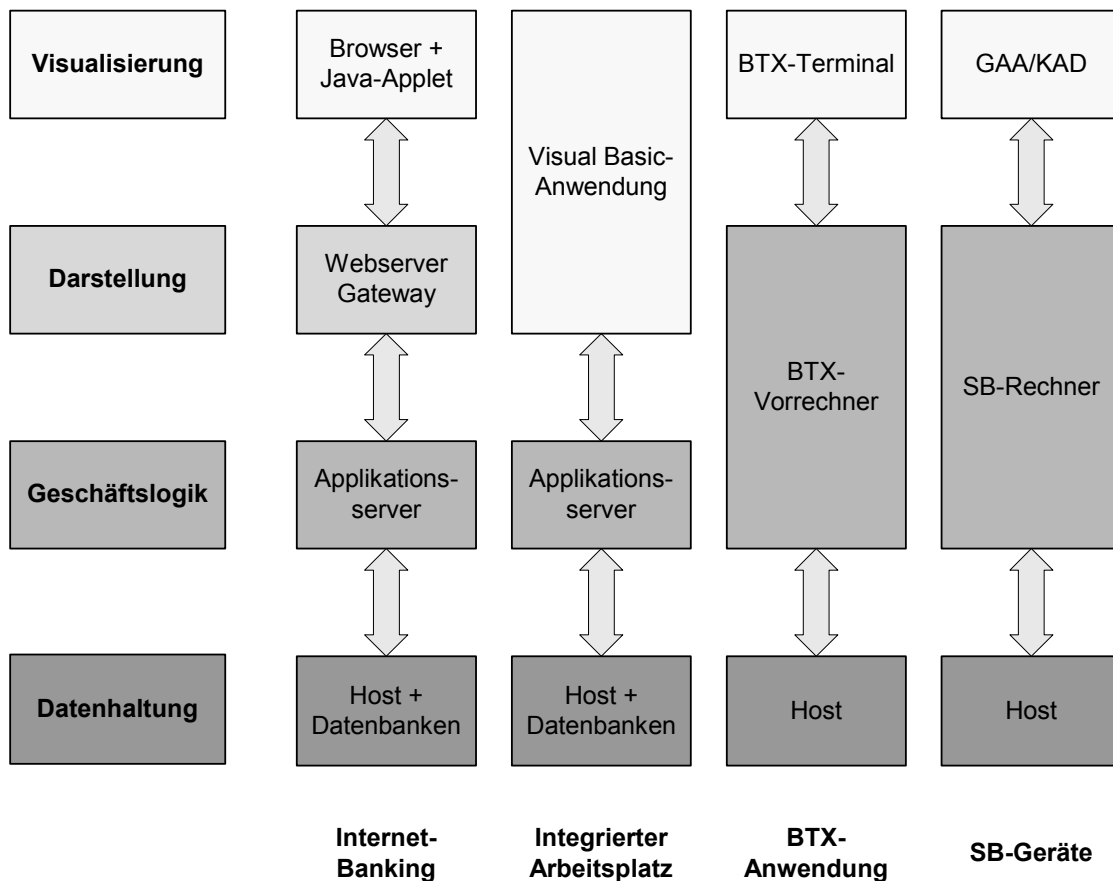 Visualisierung
Browser +
Java-Applet
Visual Basic-
Anwendung
BTX-Terminal
GAA/KAD
Darstellung
Webserver
Gateway
BTX-
Vorrechner
SB-Rechner
Geschäftslogik
Applikations-
server
Applikations-
server
Datenhaltung
Host +
Datenbanken
Host +
Datenbanken
Host
Host
Internet-
Banking
Integrierter
Arbeitsplatz
BTX-
Anwendung
SB-Geräte